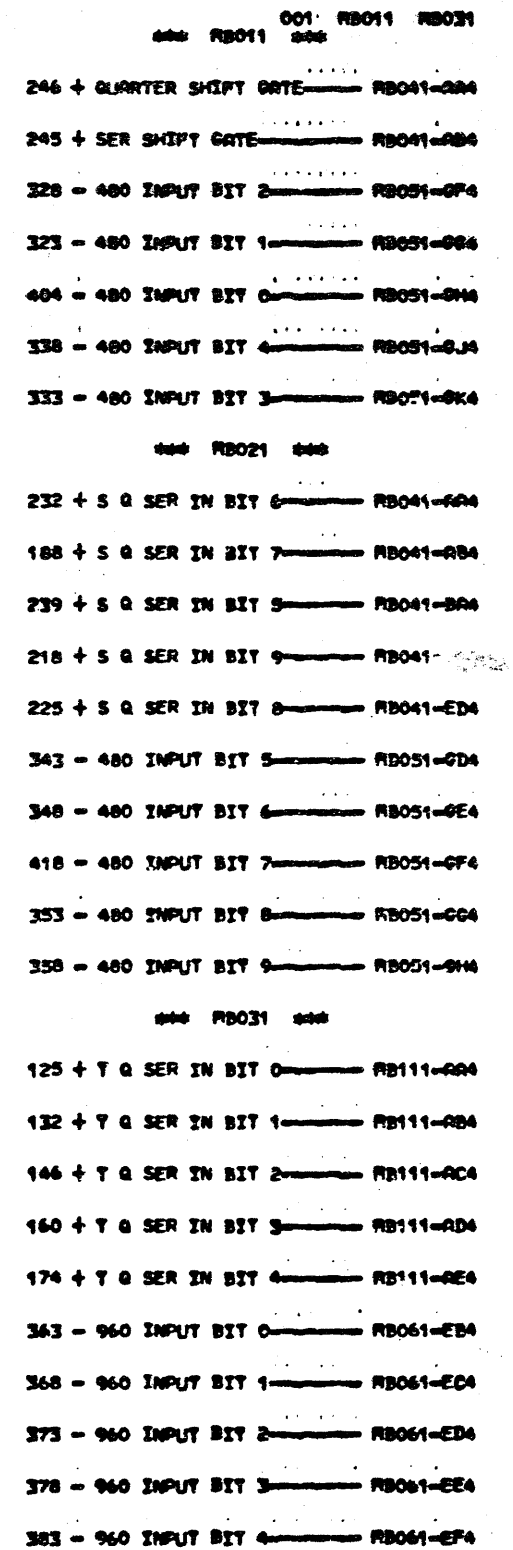 001 RB011 RB031
*** RB011 ***
246 + QUARTER SHIFT GATE———— RB041-AA4
245 + SER SHIFT GATE———— RB041-AB4
328 - 480 INPUT BIT 2———— RB051-GF4
323 - 480 INPUT BIT 1———— RB051-GG4
404 - 480 INPUT BIT 0———— RB051-GH4
338 - 480 INPUT BIT 4———— RB051-GJ4
333 - 480 INPUT BIT 3———— RB051-GK4
*** RB021 ***
232 + S Q SER IN BIT 6———— RB041-AA4
188 + S Q SER IN BIT 7———— RB041-AB4
239 + S Q SER IN BIT 5———— RB041-BA4
218 + S Q SER IN BIT 9———— RB041-
225 + S Q SER IN BIT 8———— RB041-ED4
343 - 480 INPUT BIT 5———— RB051-GD4
348 - 480 INPUT BIT 6———— RB051-GE4
418 - 480 INPUT BIT 7———— RB051-GF4
353 - 480 INPUT BIT 8———— RB051-GG4
358 - 480 INPUT BIT 9———— RB051-GH4
*** RB031 ***
125 + T Q SER IN BIT 0———— RB111-AA4
132 + T Q SER IN BIT 1———— RB111-AB4
146 + T Q SER IN BIT 2———— RB111-AC4
160 + T Q SER IN BIT 3———— RB111-AD4
174 + T Q SER IN BIT 4———— RB111-AE4
363 - 960 INPUT BIT 0———— RB061-EB4
368 - 960 INPUT BIT 1———— RB061-EC4
373 - 960 INPUT BIT 2———— RB061-ED4
378 - 960 INPUT BIT 3———— RB061-EE4
383 - 960 INPUT BIT 4———— RB061-EF4